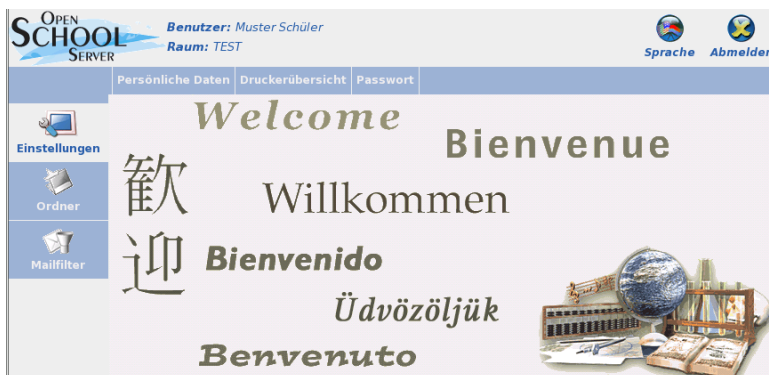 OPEN
SCHOOL
SERVER
Benutzer: Muster Schüler
Raum: TEST
Sprache
Abmelden
Persönliche Daten
Druckerübersicht
Passwort
Einstellungen
Ordner
Mailfilter
Welcome
Bienvenue
歓迎
Willkommen
Bienvenido
Üdvözöljük
Benvenuto